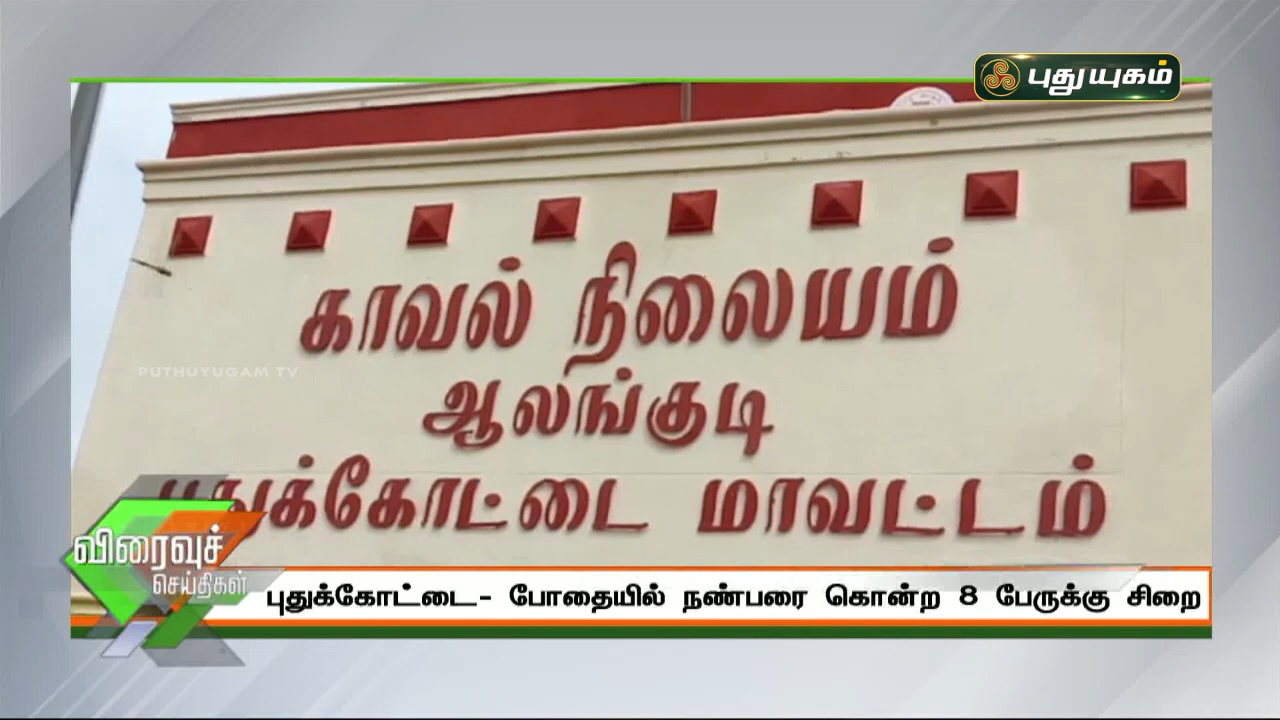 புதுயுகம்
காவல் நிலையம்
ஆலங்குடி
PUTHUYUGAM TV
புதுக்கோட்டை மாவட்டம்
விரைவுச்
செய்திகள்
புதுக்கோட்டை- போதையில் நண்பரை கொன்ற 8 பேருக்கு சிறை